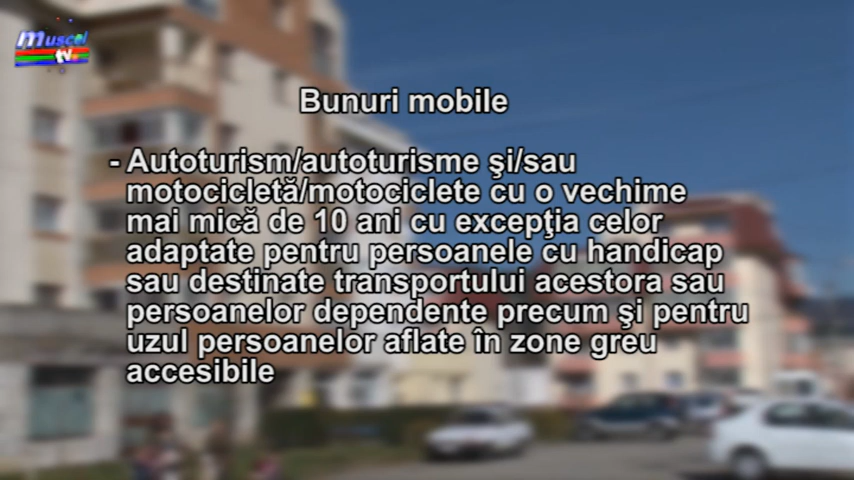 Muscel
tv.
Bunuri mobile
- Autoturism/autoturisme şi/sau
motocicletă/motociclete cu o vechime
mai mică de 10 ani cu excepţia celor
adaptate pentru persoanele cu handicap
sau destinate transportului acestora sau
persoanelor dependente precum şi pentru
uzul persoanelor aflate în zone greu
accesibile